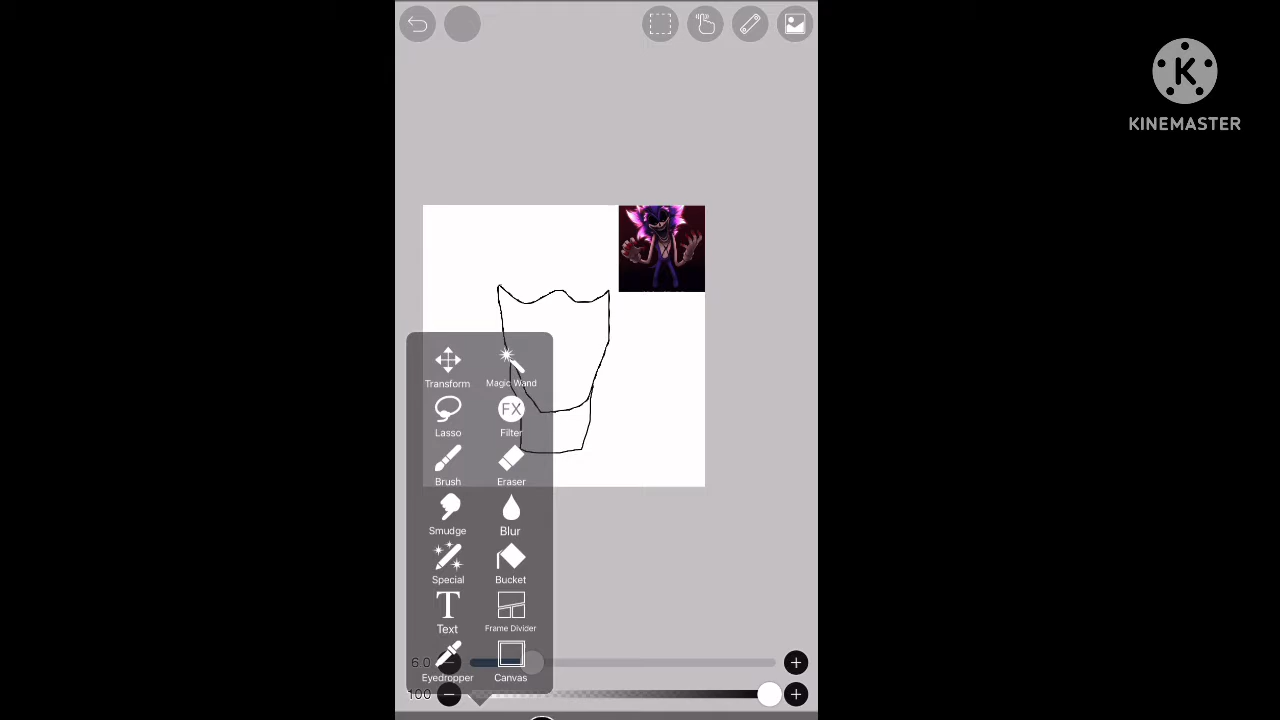 KINEMASTER
Transform
Magic Wand
Lasso
FX
Filter
Brush
Eraser
Smudge
Blur
Special
Bucket
T
Text
Frame Divider
6.0
Eyedropper
Canvas
100